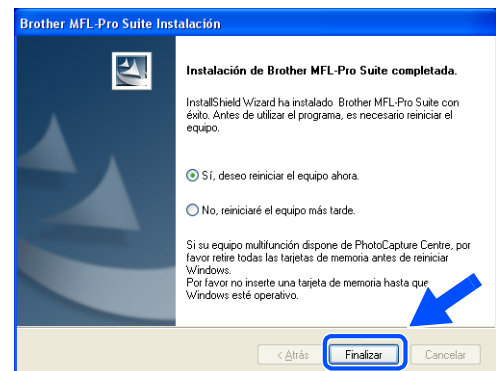 Brother MFL-Pro Suite Instalación
Instalación de Brother MFL-Pro Suite completada.
InstallShield Wizard ha instalado Brother MFL-Pro Suite con
éxito. Antes de utilizar el programa, es necesario reiniciar el
equipo.
Sí, deseo reiniciar el equipo ahora.
No, reiniciaré el equipo más tarde.
Si su equipo multifunción dispone de PhotoCapture Centre, por
favor retire todas las tarjetas de memoria antes de reiniciar
Windows.
Por favor no inserte una tarjeta de memoria hasta que
Windows esté operativo.
< Atrás
Finalizar
Cancelar